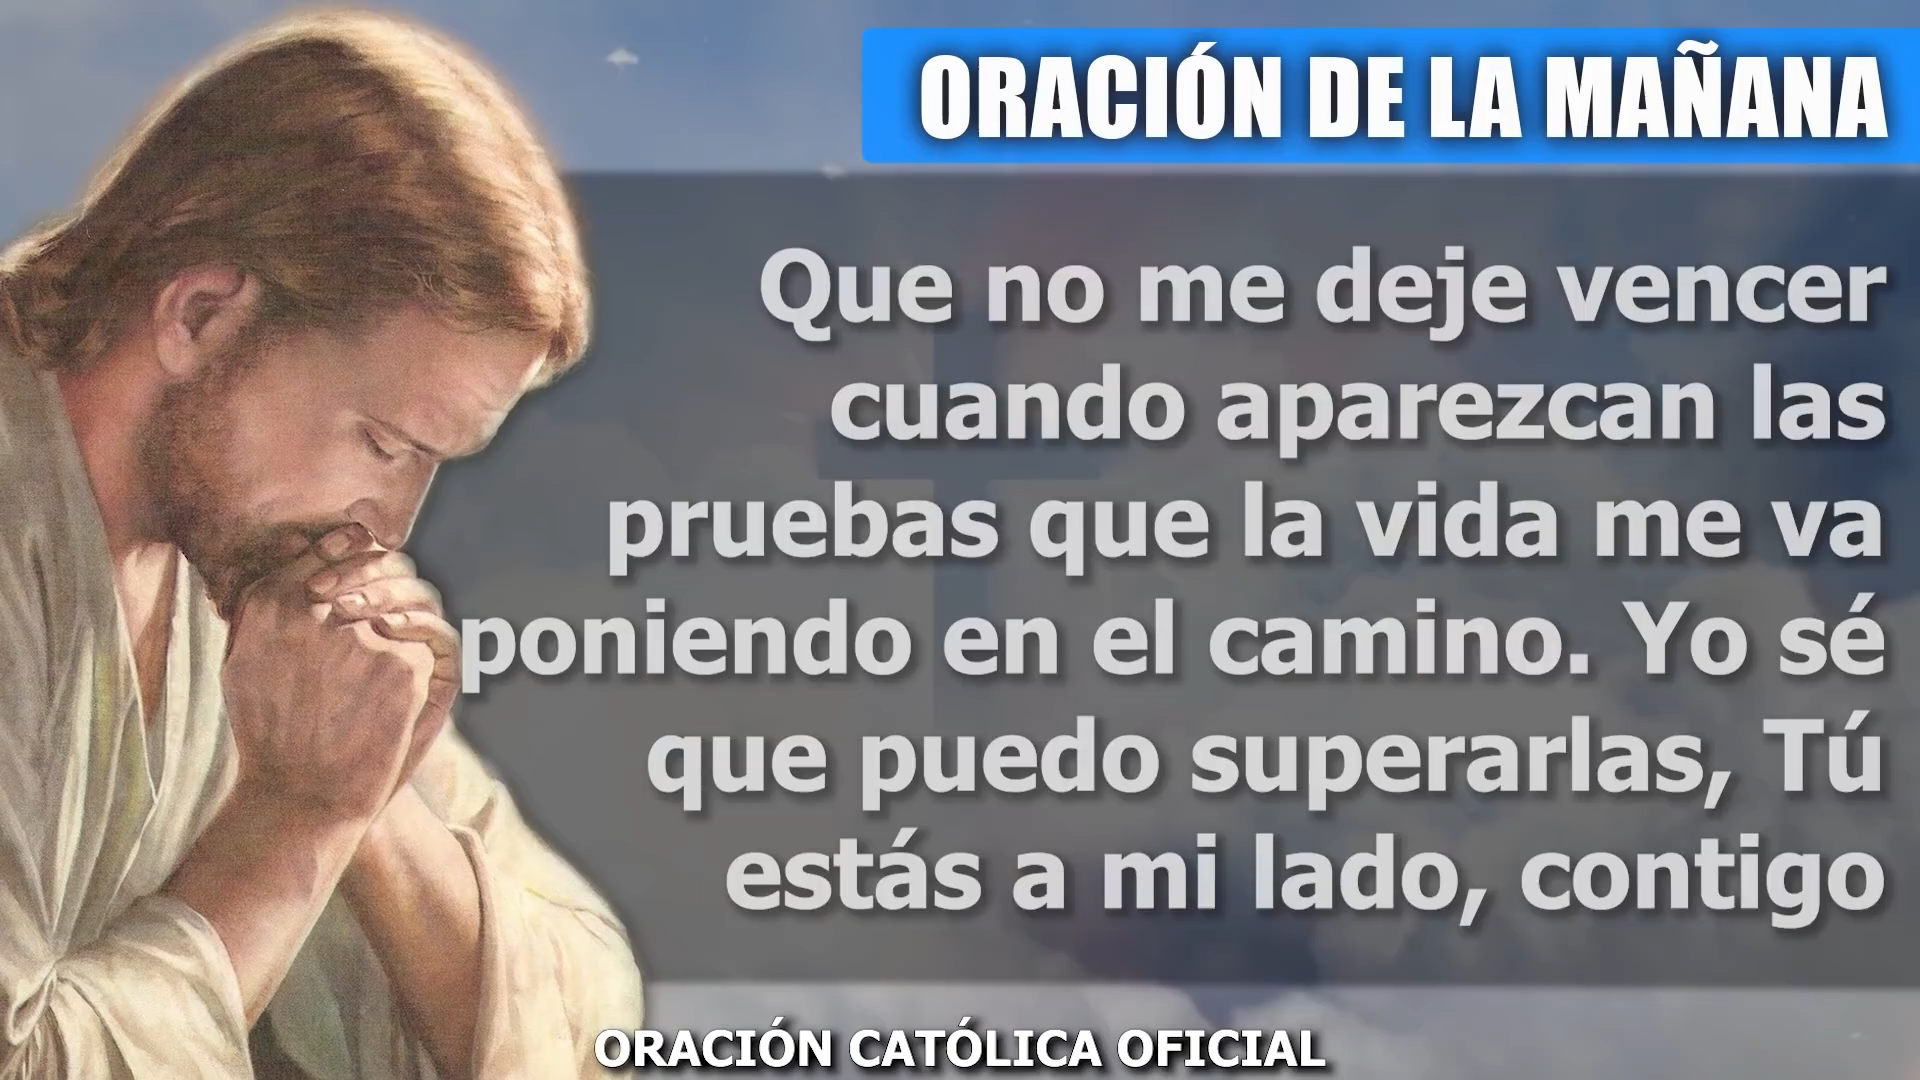 ORACIÓN DE LA MAÑANA
Que no me deje vencer
cuando aparezcan las
pruebas que la vida me va
poniendo en el camino. Yo sé
que puedo superarlas, Tú
estás a mi lado, contigo
ORACIÓN CATÓLICA OFICIAL